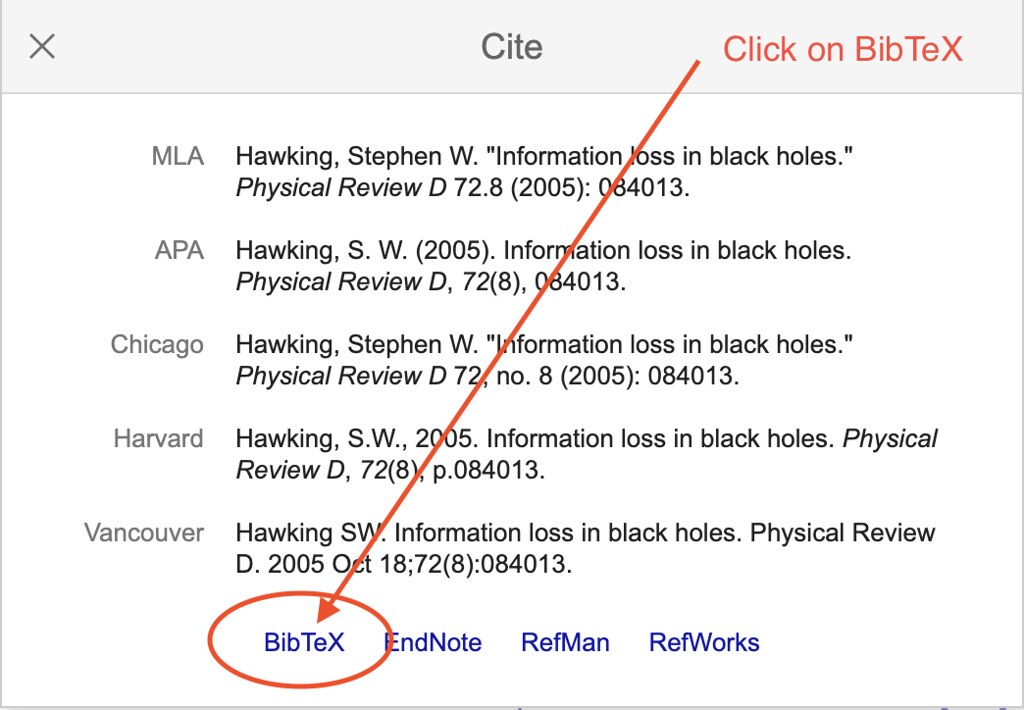 Cite
Click on BibTeX
MLA
Hawking, Stephen W. "Information loss in black holes."
Physical Review D 72.8 (2005): 084013.
APA
Hawking, S. W. (2005). Information loss in black holes.
Physical Review D, 72(8), 084013.
Chicago
Hawking, Stephen W. "Information loss in black holes."
Physical Review D 72, no. 8 (2005): 084013.
Harvard
Hawking, S.W., 2005. Information loss in black holes. Physical
Review D, 72(8), p.084013.
Vancouver
Hawking SW. Information loss in black holes. Physical Review
D. 2005 Oct 18;72(8):084013.
BibTeX EndNote RefMan RefWorks